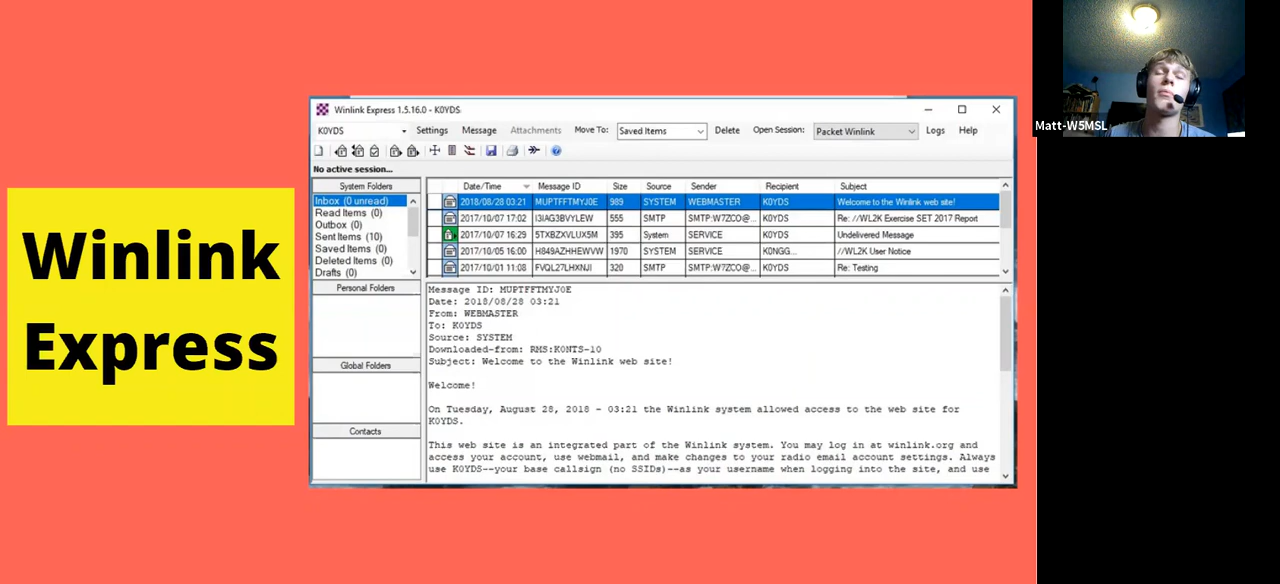 Winlink
Express
Winlink Express 1.5.16.0 - K0YDS
K0YDS Settings Message Attachments Move To: Saved Items Delete Open Session: Packet Winlink Logs Help
No active session...
System Folders
Inbox (0 unread)
Read Items (0)
Outbox (0)
Sent Items (10)
Saved Items (0)
Deleted Items (0)
Drafts (0)
Personal Folders
Global Folders
Contacts
Date/Time Message ID Size Source Sender Recipient Subject
2018/08/28 03:21 MUPTFFTMYJ0E 989 SYSTEM WEBMASTER K0YDS Welcome to the Winlink web site!
2017/10/07 17:02 I3IAG3BVYLEW 555 SMTP SMTP:W7ZCO@... K0YDS Re: //WL2K Exercise SET 2017 Report
2017/10/07 16:29 5TXBZXVLUX5M 395 System SERVICE K0YDS Undelivered Message
2017/10/05 16:00 H849AZHHEWVW 1970 SYSTEM SERVICE K0NGG... //WL2K User Notice
2017/10/01 11:08 FVQL27LHXNJI 320 SMTP SMTP:W7ZCO@... K0YDS Re: Testing
Message ID: MUPTFFTMYJ0E
Date: 2018/08/28 03:21
From: WEBMASTER
To: K0YDS
Source: SYSTEM
Downloaded-from: RMS:K0NTS-10
Subject: Welcome to the Winlink web site!
Welcome!
On Tuesday, August 28, 2018 - 03:21 the Winlink system allowed access to the web site for
K0YDS.
This web site is an integrated part of the Winlink system. You may log in at winlink.org and
access your account, use webmail, and make changes to your radio email account settings. Always
use K0YDS--your base callsign (no SSIDs)--as your username when logging into the site, and use
Matt-W5MSL